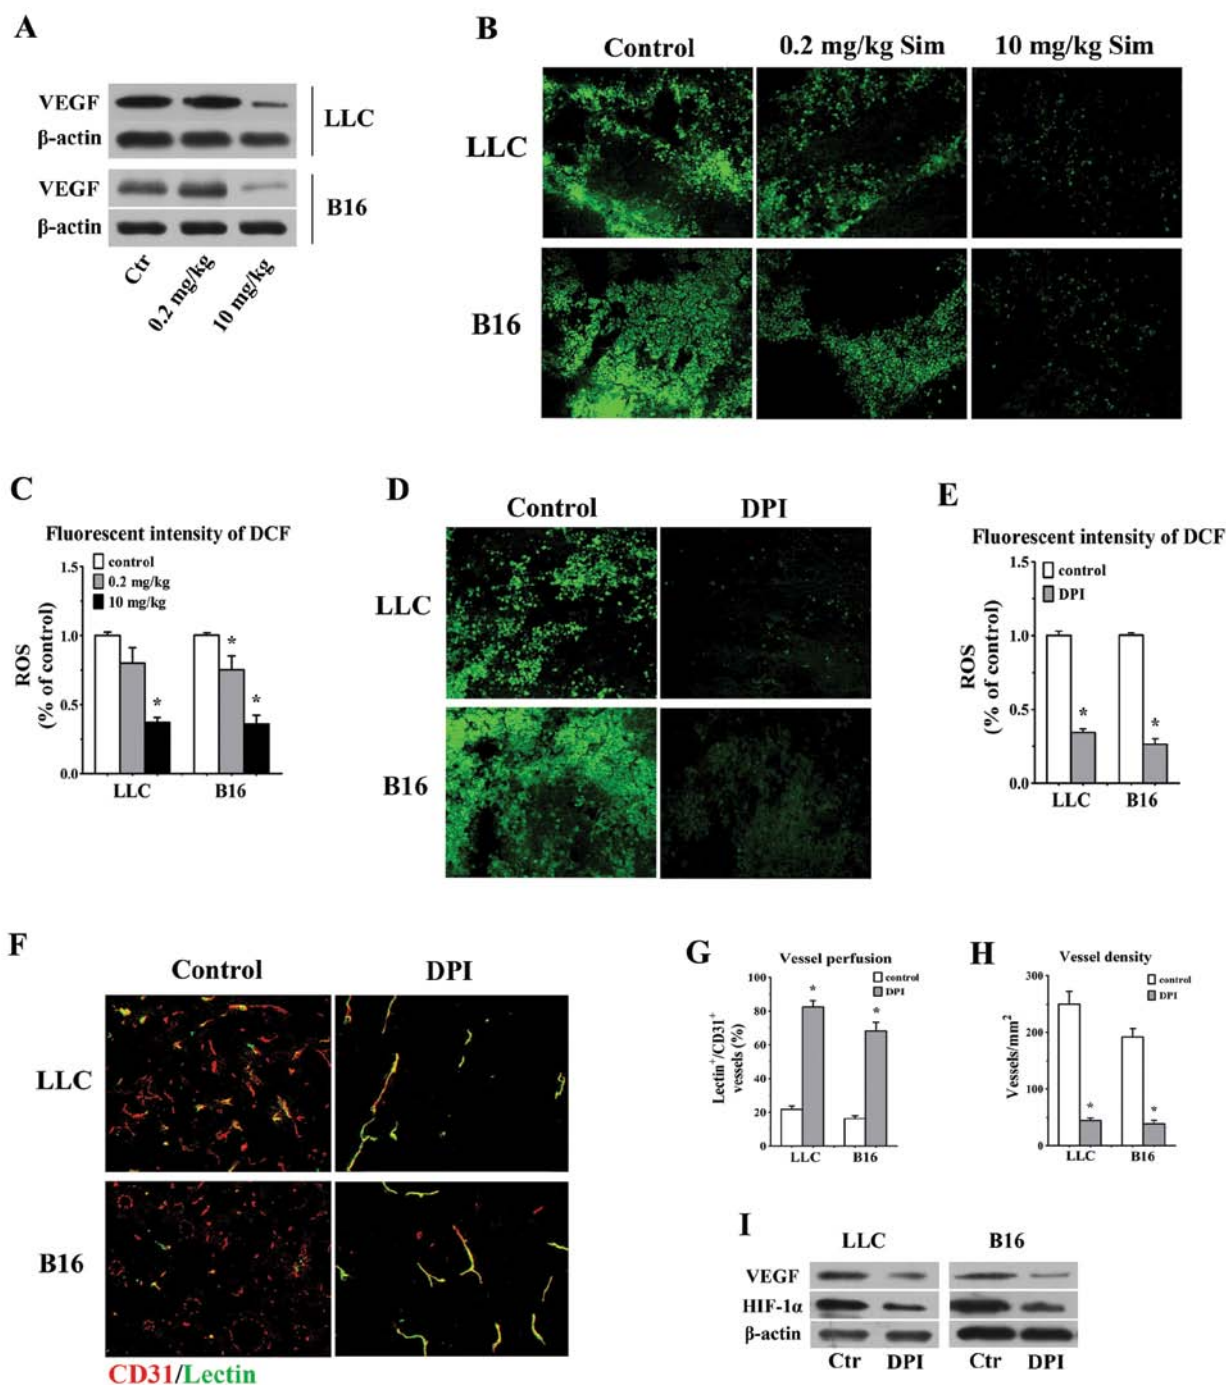 A
VEGF
β-actin
LLC
VEGF
β-actin
B16
Ctr
0.2 mg/kg
10 mg/kg
B
Control
0.2 mg/kg Sim
10 mg/kg Sim
LLC
B16
C
Fluorescent intensity of DCF
control
0.2 mg/kg
10 mg/kg
ROS
(% of control)
1.5
1.0
0.5
0.0
*
*
*
LLC
B16
D
Control
DPI
LLC
B16
E
Fluorescent intensity of DCF
control
DPI
ROS
(% of control)
1.5
1.0
0.5
0.0
*
*
LLC
B16
F
Control
DPI
LLC
B16
CD31/Lectin
G
Vessel perfusion
control
DPI
Lectin⁺/CD31⁺
vessels (%)
100
80
60
40
20
0
*
*
LLC
B16
H
Vessel density
control
DPI
Vessels/mm²
300
200
100
0
*
*
LLC
B16
I
LLC
B16
VEGF
HIF-1α
β-actin
Ctr
DPI
Ctr
DPI